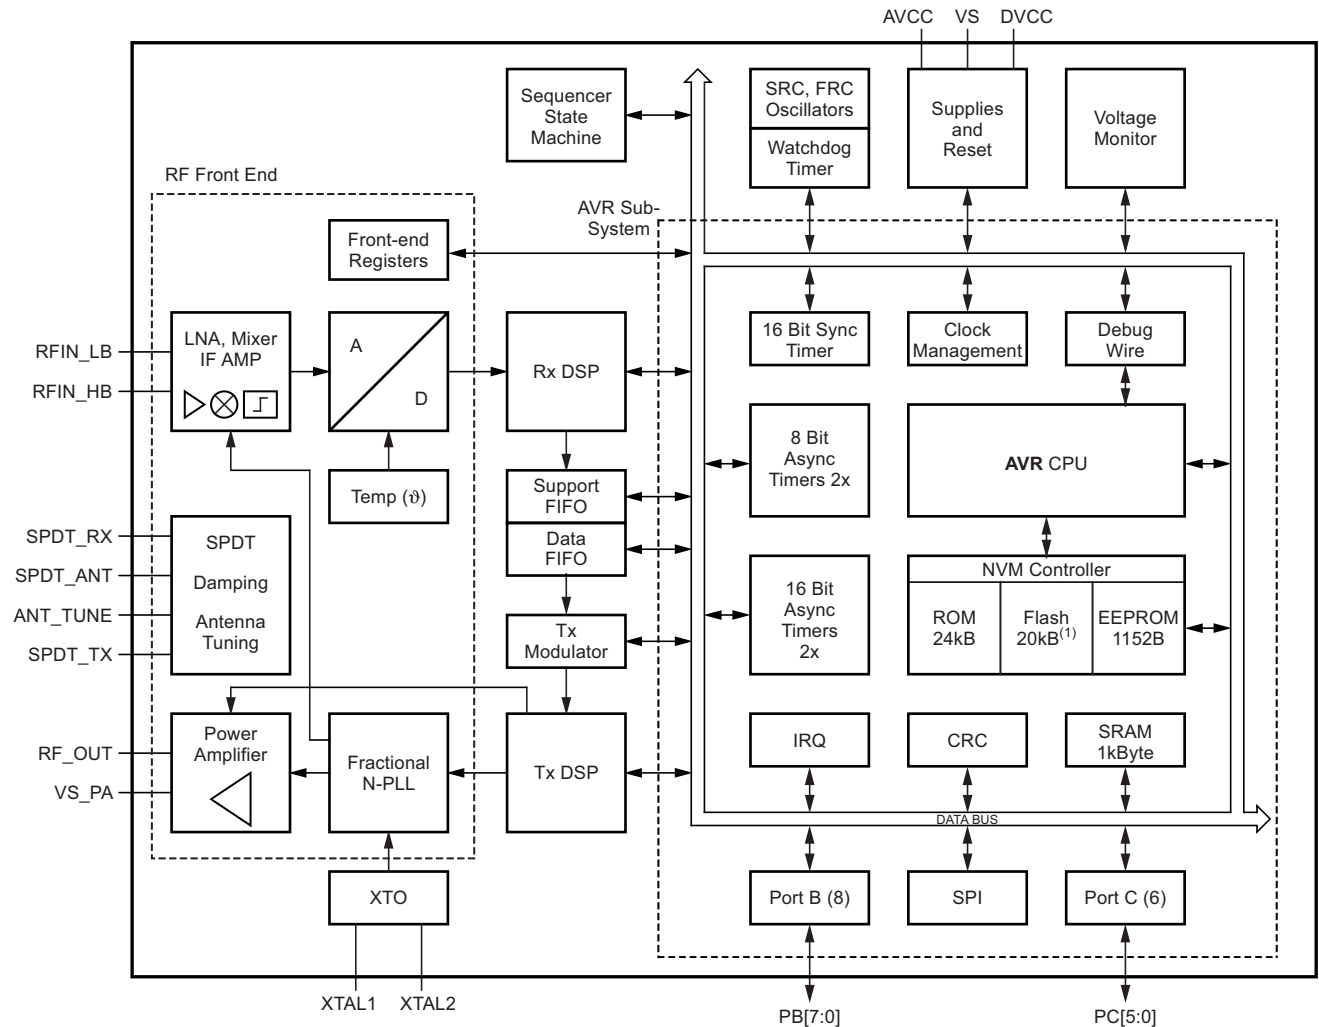 AVCC VS DVCC
Sequencer
State
Machine
SRC, FRC
Oscillators
Watchdog
Timer
Supplies
and
Reset
Voltage
Monitor
RF Front End
AVR Sub-
System
Front-end
Registers
LNA, Mixer
IF AMP
A
D
Rx DSP
16 Bit Sync
Timer
Clock
Management
Debug
Wire
RFIN_LB
RFIN_HB
Temp (ϑ)
Support
FIFO
Data
FIFO
8 Bit
Async
Timers 2x
AVR CPU
SPDT_RX
SPDT_ANT
ANT_TUNE
SPDT_TX
SPDT
Damping
Antenna
Tuning
Tx
Modulator
16 Bit
Async
Timers
2x
NVM Controller
ROM
24kB
Flash
20kB(1)
EEPROM
1152B
RF_OUT
VS_PA
Power
Amplifier
Fractional
N-PLL
Tx DSP
IRQ
CRC
SRAM
1kByte
DATA BUS
XTO
Port B (8)
SPI
Port C (6)
XTAL1 XTAL2
PB[7:0]
PC[5:0]